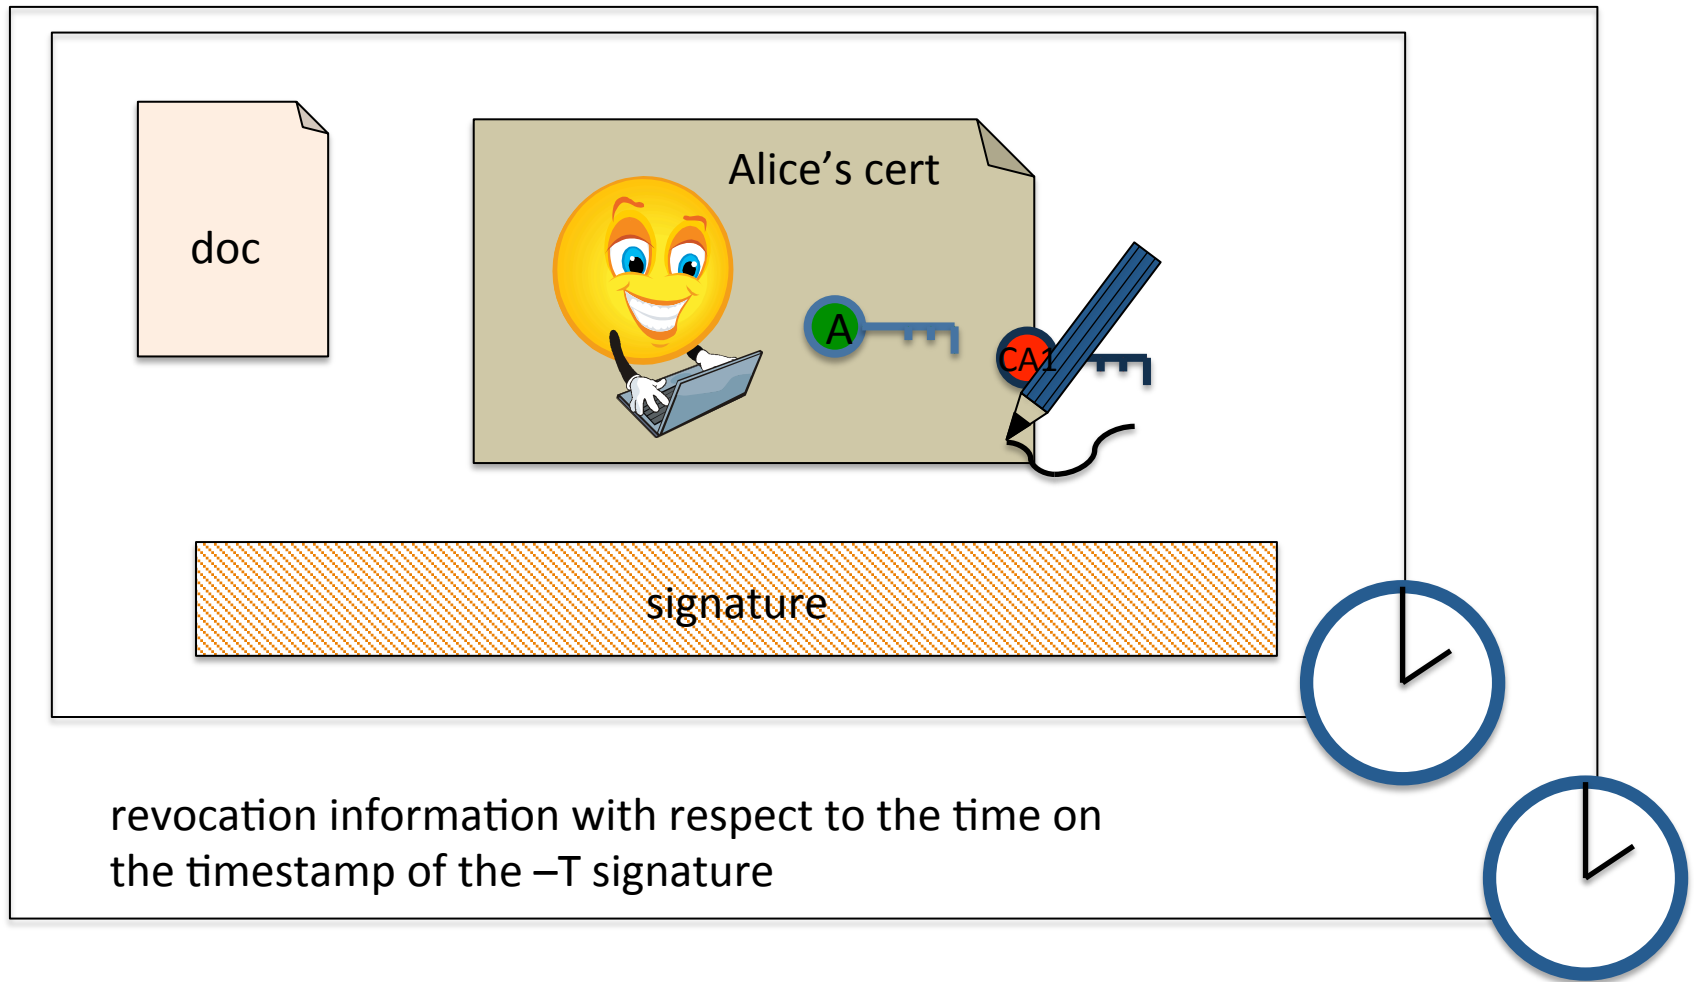 doc
Alice’s cert
A
CA1
signature
revocation information with respect to the time on
the timestamp of the –T signature